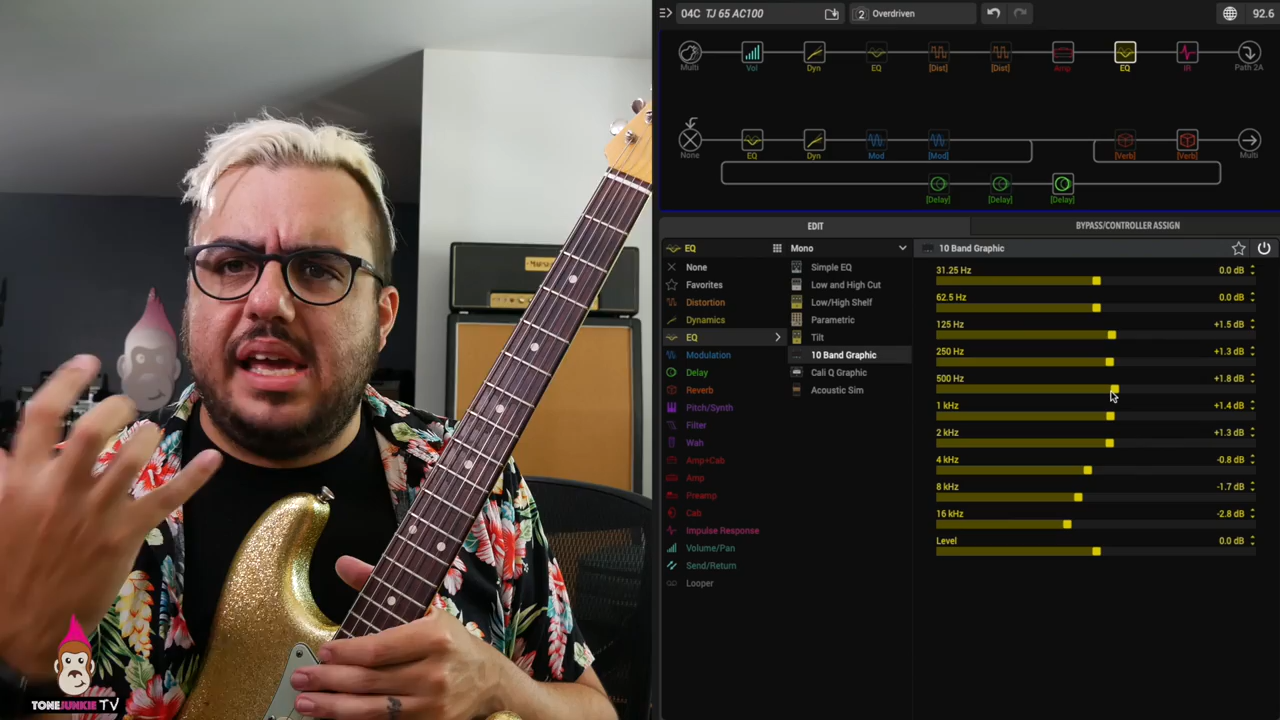 04C TJ 65 AC100
2 Overdriven
92.6
Multi
Vol
Dyn
EQ
[Dist]
[Dist]
Amp
EQ
IR
Path 2A
None
EQ
Dyn
Mod
[Mod]
[Verb]
[Verb]
Multi
[Delay]
[Delay]
[Delay]
EDIT
BYPASS/CONTROLLER ASSIGN
EQ
None
Favorites
Distortion
Dynamics
EQ
Modulation
Delay
Reverb
Pitch/Synth
Filter
Wah
Amp+Cab
Amp
Preamp
Cab
Impulse Response
Volume/Pan
Send/Return
Looper
Mono
Simple EQ
Low and High Cut
Low/High Shelf
Parametric
Tilt
10 Band Graphic
Cali Q Graphic
Acoustic Sim
10 Band Graphic
31.25 Hz 0.0 dB
62.5 Hz 0.0 dB
125 Hz +1.5 dB
250 Hz +1.3 dB
500 Hz +1.8 dB
1 kHz +1.4 dB
2 kHz +1.3 dB
4 kHz -0.8 dB
8 kHz -1.7 dB
16 kHz -2.8 dB
Level 0.0 dB
TONEJUNKIE TV